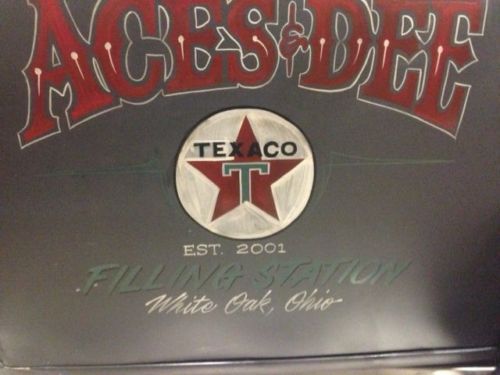 ACES & DEE
TEXACO
T
EST. 2001
FILLING STATION
White Oak, Ohio